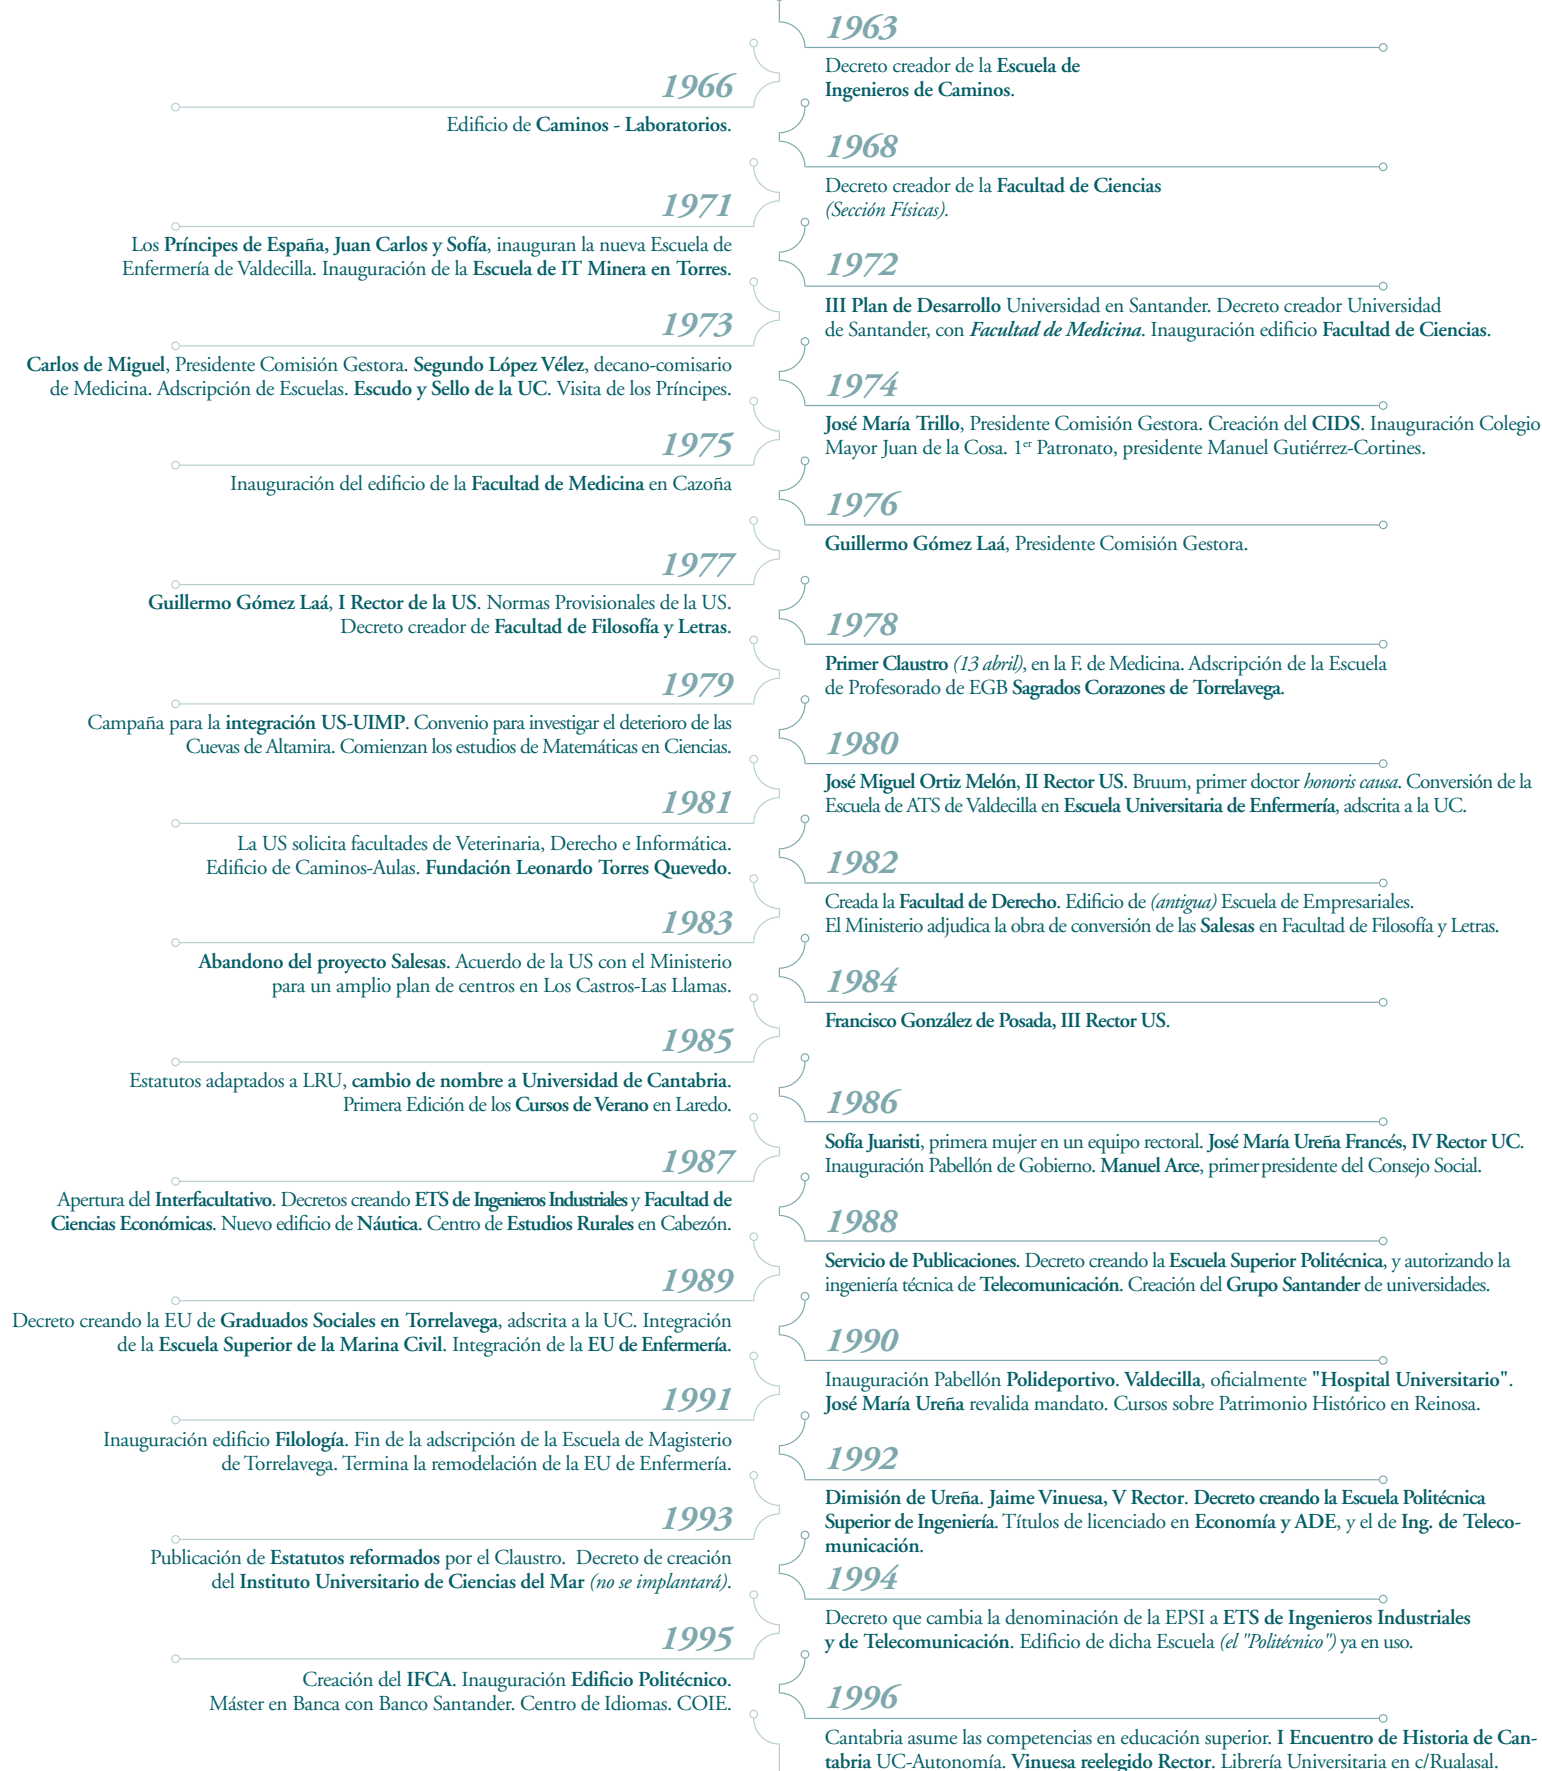 1963
Decreto creador de la Escuela de
Ingenieros de Caminos.
1966
Edificio de Caminos - Laboratorios.
1968
Decreto creador de la Facultad de Ciencias
(Sección Físicas).
1971
Los Príncipes de España, Juan Carlos y Sofía, inauguran la nueva Escuela de
Enfermería de Valdecilla. Inauguración de la Escuela de IT Minera en Torres.
1972
III Plan de Desarrollo Universidad en Santander. Decreto creador Universidad
de Santander, con Facultad de Medicina. Inauguración edificio Facultad de Ciencias.
1973
Carlos de Miguel, Presidente Comisión Gestora. Segundo López Vélez, decano-comisario
de Medicina. Adscripción de Escuelas. Escudo y Sello de la UC. Visita de los Príncipes.
1974
José María Trillo, Presidente Comisión Gestora. Creación del CIDS. Inauguración Colegio
Mayor Juan de la Cosa. 1er Patronato, presidente Manuel Gutiérrez-Cortines.
1975
Inauguración del edificio de la Facultad de Medicina en Cazoña
1976
Guillermo Gómez Laá, Presidente Comisión Gestora.
1977
Guillermo Gómez Laá, I Rector de la US. Normas Provisionales de la US.
Decreto creador de Facultad de Filosofía y Letras.
1978
Primer Claustro (13 abril), en la F. de Medicina. Adscripción de la Escuela
de Profesorado de EGB Sagrados Corazones de Torrelavega.
1979
Campaña para la integración US-UIMP. Convenio para investigar el deterioro de las
Cuevas de Altamira. Comienzan los estudios de Matemáticas en Ciencias.
1980
José Miguel Ortiz Melón, II Rector US. Bruum, primer doctor honoris causa. Conversión de la
Escuela de ATS de Valdecilla en Escuela Universitaria de Enfermería, adscrita a la UC.
1981
La US solicita facultades de Veterinaria, Derecho e Informática.
Edificio de Caminos-Aulas. Fundación Leonardo Torres Quevedo.
1982
Creada la Facultad de Derecho. Edificio de (antigua) Escuela de Empresariales.
El Ministerio adjudica la obra de conversión de las Salesas en Facultad de Filosofía y Letras.
1983
Abandono del proyecto Salesas. Acuerdo de la US con el Ministerio
para un amplio plan de centros en Los Castros-Las Llamas.
1984
Francisco González de Posada, III Rector US.
1985
Estatutos adaptados a LRU, cambio de nombre a Universidad de Cantabria.
Primera Edición de los Cursos de Verano en Laredo.
1986
Sofía Juaristi, primera mujer en un equipo rectoral. José María Ureña Francés, IV Rector UC.
Inauguración Pabellón de Gobierno. Manuel Arce, primer presidente del Consejo Social.
1987
Apertura del Interfacultativo. Decretos creando ETS de Ingenieros Industriales y Facultad de
Ciencias Económicas. Nuevo edificio de Náutica. Centro de Estudios Rurales en Cabezón.
1988
Servicio de Publicaciones. Decreto creando la Escuela Superior Politécnica, y autorizando la
ingeniería técnica de Telecomunicación. Creación del Grupo Santander de universidades.
1989
Decreto creando la EU de Graduados Sociales en Torrelavega, adscrita a la UC. Integración
de la Escuela Superior de la Marina Civil. Integración de la EU de Enfermería.
1990
Inauguración Pabellón Polideportivo. Valdecilla, oficialmente "Hospital Universitario".
José María Ureña revalida mandato. Cursos sobre Patrimonio Histórico en Reinosa.
1991
Inauguración edificio Filología. Fin de la adscripción de la Escuela de Magisterio
de Torrelavega. Termina la remodelación de la EU de Enfermería.
1992
Dimisión de Ureña. Jaime Vinuesa, V Rector. Decreto creando la Escuela Politécnica
Superior de Ingeniería. Títulos de licenciado en Economía y ADE, y el de Ing. de Teleco-
municación.
1993
Publicación de Estatutos reformados por el Claustro. Decreto de creación
del Instituto Universitario de Ciencias del Mar (no se implantará).
1994
Decreto que cambia la denominación de la EPSI a ETS de Ingenieros Industriales
y de Telecomunicación. Edificio de dicha Escuela (el "Politécnico") ya en uso.
1995
Creación del IFCA. Inauguración Edificio Politécnico.
Máster en Banca con Banco Santander. Centro de Idiomas. COIE.
1996
Cantabria asume las competencias en educación superior. I Encuentro de Historia de Can-
tabria UC-Autonomía. Vinuesa reelegido Rector. Librería Universitaria en c/Rualasal.